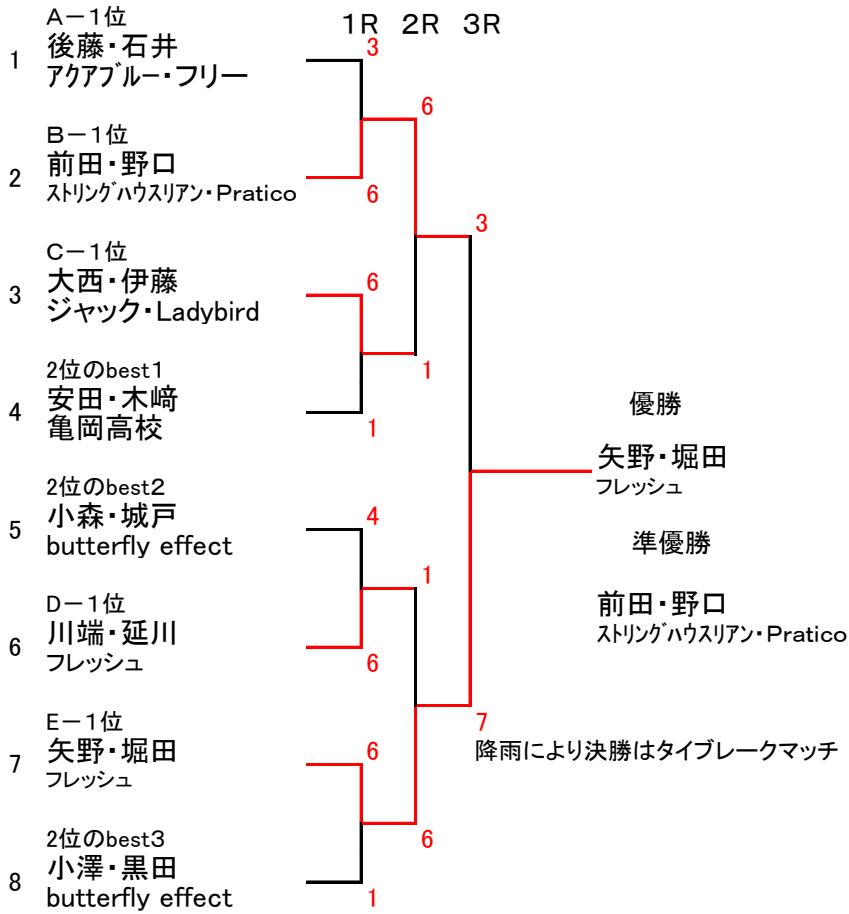 1R 2R 3R
A-1位
1 後藤・石井
アクアブルー・フリー
3
6
B-1位
2 前田・野口
ストリングハウスリアン・Pratico
6
3
C-1位
3 大西・伊藤
ジャック・Ladybird
6
1
2位のbest1
4 安田・木﨑
亀岡高校
1
優勝
矢野・堀田
フレッシュ
2位のbest2
5 小森・城戸
butterfly effect
4
1
準優勝
前田・野口
ストリングハウスリアン・Pratico
D-1位
6 川端・延川
フレッシュ
6
7
降雨により決勝はタイブレークマッチ
E-1位
7 矢野・堀田
フレッシュ
6
6
2位のbest3
8 小澤・黒田
butterfly effect
1